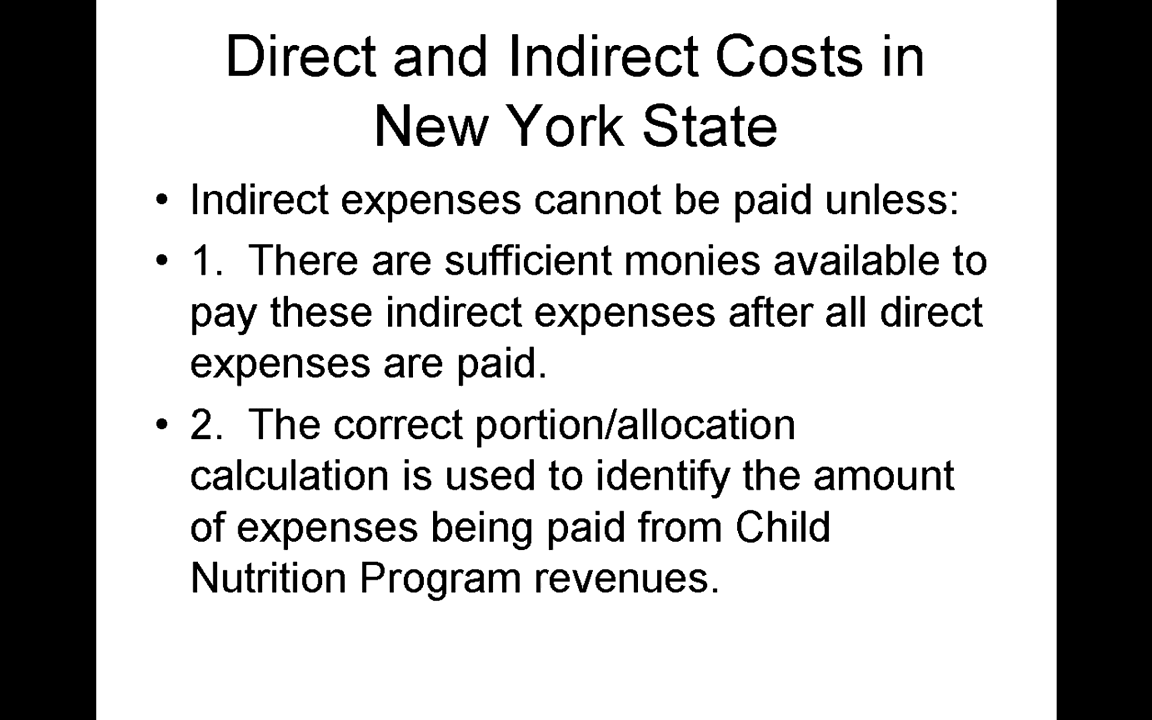 Direct and Indirect Costs in
New York State
• Indirect expenses cannot be paid unless:
• 1.  There are sufficient monies available to
pay these indirect expenses after all direct
expenses are paid.
• 2.  The correct portion/allocation
calculation is used to identify the amount
of expenses being paid from Child
Nutrition Program revenues.